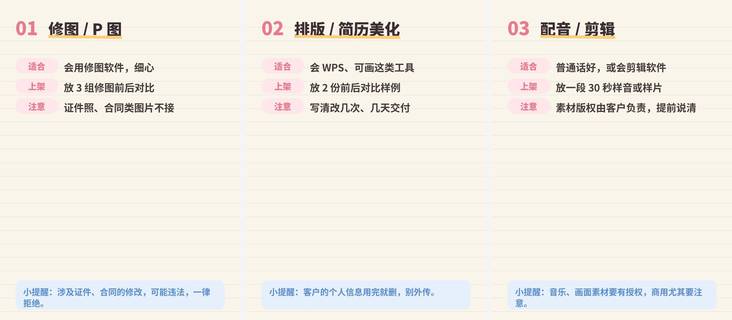 01 修图 / P 图
适合 会用修图软件，细心
上架 放 3 组修图前后对比
注意 证件照、合同类图片不接
小提醒：涉及证件、合同的修改，可能违法，一律
拒绝。
02 排版 / 简历美化
适合 会 WPS、可画这类工具
上架 放 2 份前后对比样例
注意 写清改几次、几天交付
小提醒：客户的个人信息用完就删，别外传。
03 配音 / 剪辑
适合 普通话好，或会剪辑软件
上架 放一段 30 秒样音或样片
注意 素材版权由客户负责，提前说清
小提醒：音乐、画面素材要有授权，商用尤其要注
意。